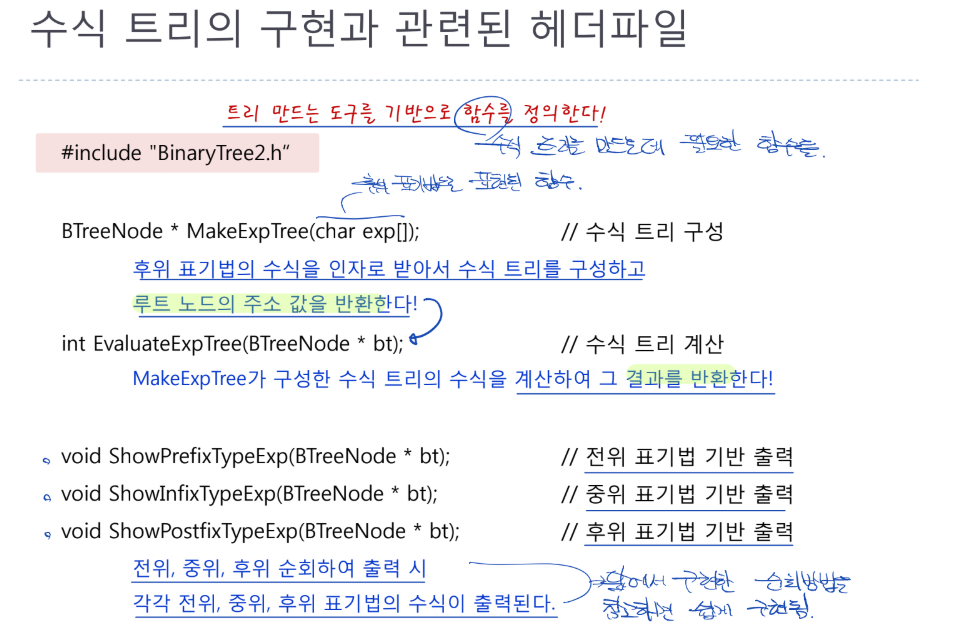 수식 트리의 구현과 관련된 헤더파일
트리 만드는 도구를 기반으로 함수를 정의한다!
수식 트리를 만드는데 필요한 함수를.
#include "BinaryTree2.h"
후위 표기법으로 표현된 함수.
BTreeNode * MakeExpTree(char exp[]); // 수식 트리 구성
후위 표기법의 수식을 인자로 받아서 수식 트리를 구성하고
루트 노드의 주소 값을 반환한다!
int EvaluateExpTree(BTreeNode * bt); // 수식 트리 계산
MakeExpTree가 구성한 수식 트리의 수식을 계산하여 그 결과를 반환한다!
void ShowPrefixTypeExp(BTreeNode * bt); // 전위 표기법 기반 출력
void ShowInfixTypeExp(BTreeNode * bt); // 중위 표기법 기반 출력
void ShowPostfixTypeExp(BTreeNode * bt); // 후위 표기법 기반 출력
전위, 중위, 후위 순회하여 출력 시
각각 전위, 중위, 후위 표기법의 수식이 출력된다.
앞에서 구현한 순회방법을
참고하면 쉽게 구현됨.